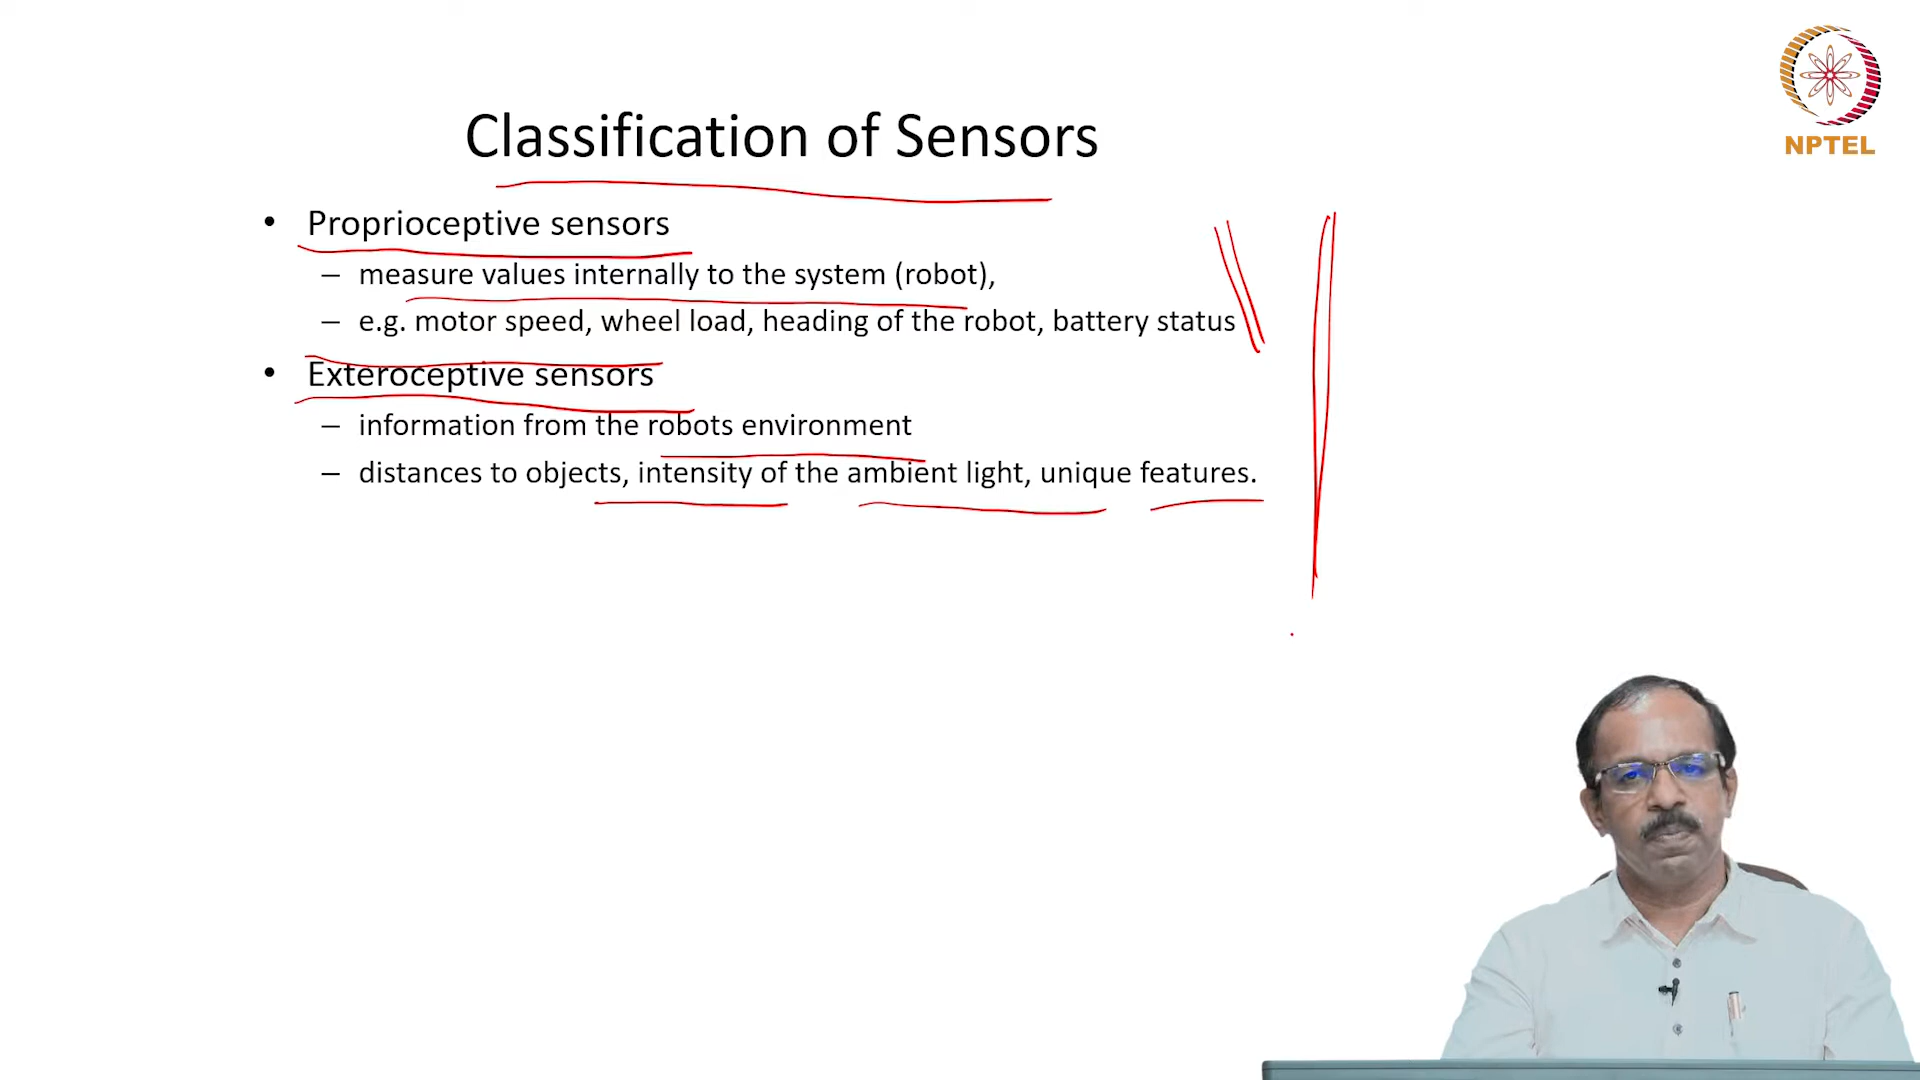 NPTEL
Classification of Sensors
• Proprioceptive sensors
– measure values internally to the system (robot),
– e.g. motor speed, wheel load, heading of the robot, battery status
• Exteroceptive sensors
– information from the robots environment
– distances to objects, intensity of the ambient light, unique features.